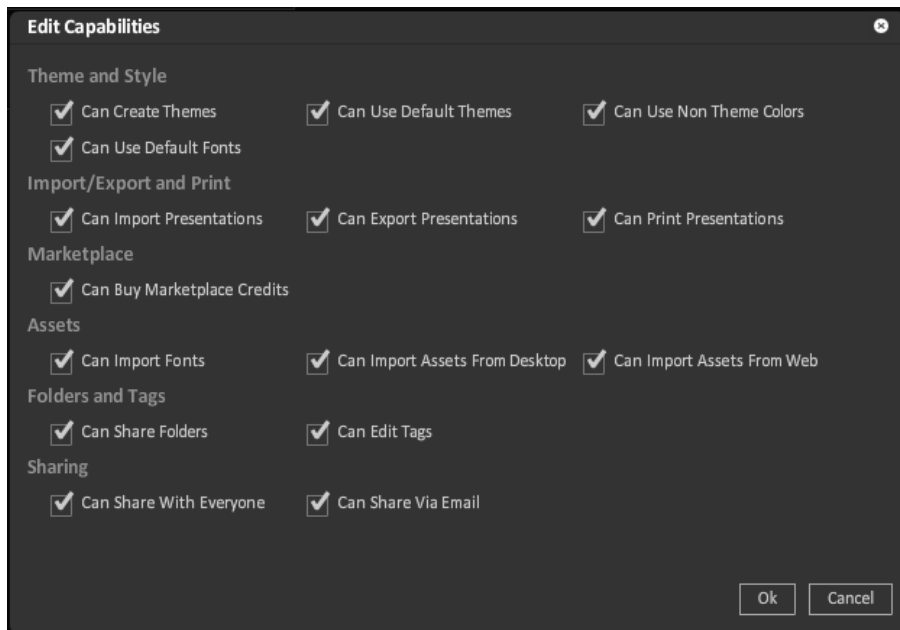 Edit Capabilities
Theme and Style
Can Create Themes Can Use Default Themes Can Use Non Theme Colors
Can Use Default Fonts
Import/Export and Print
Can Import Presentations Can Export Presentations Can Print Presentations
Marketplace
Can Buy Marketplace Credits
Assets
Can Import Fonts Can Import Assets From Desktop Can Import Assets From Web
Folders and Tags
Can Share Folders Can Edit Tags
Sharing
Can Share With Everyone Can Share Via Email
Ok Cancel